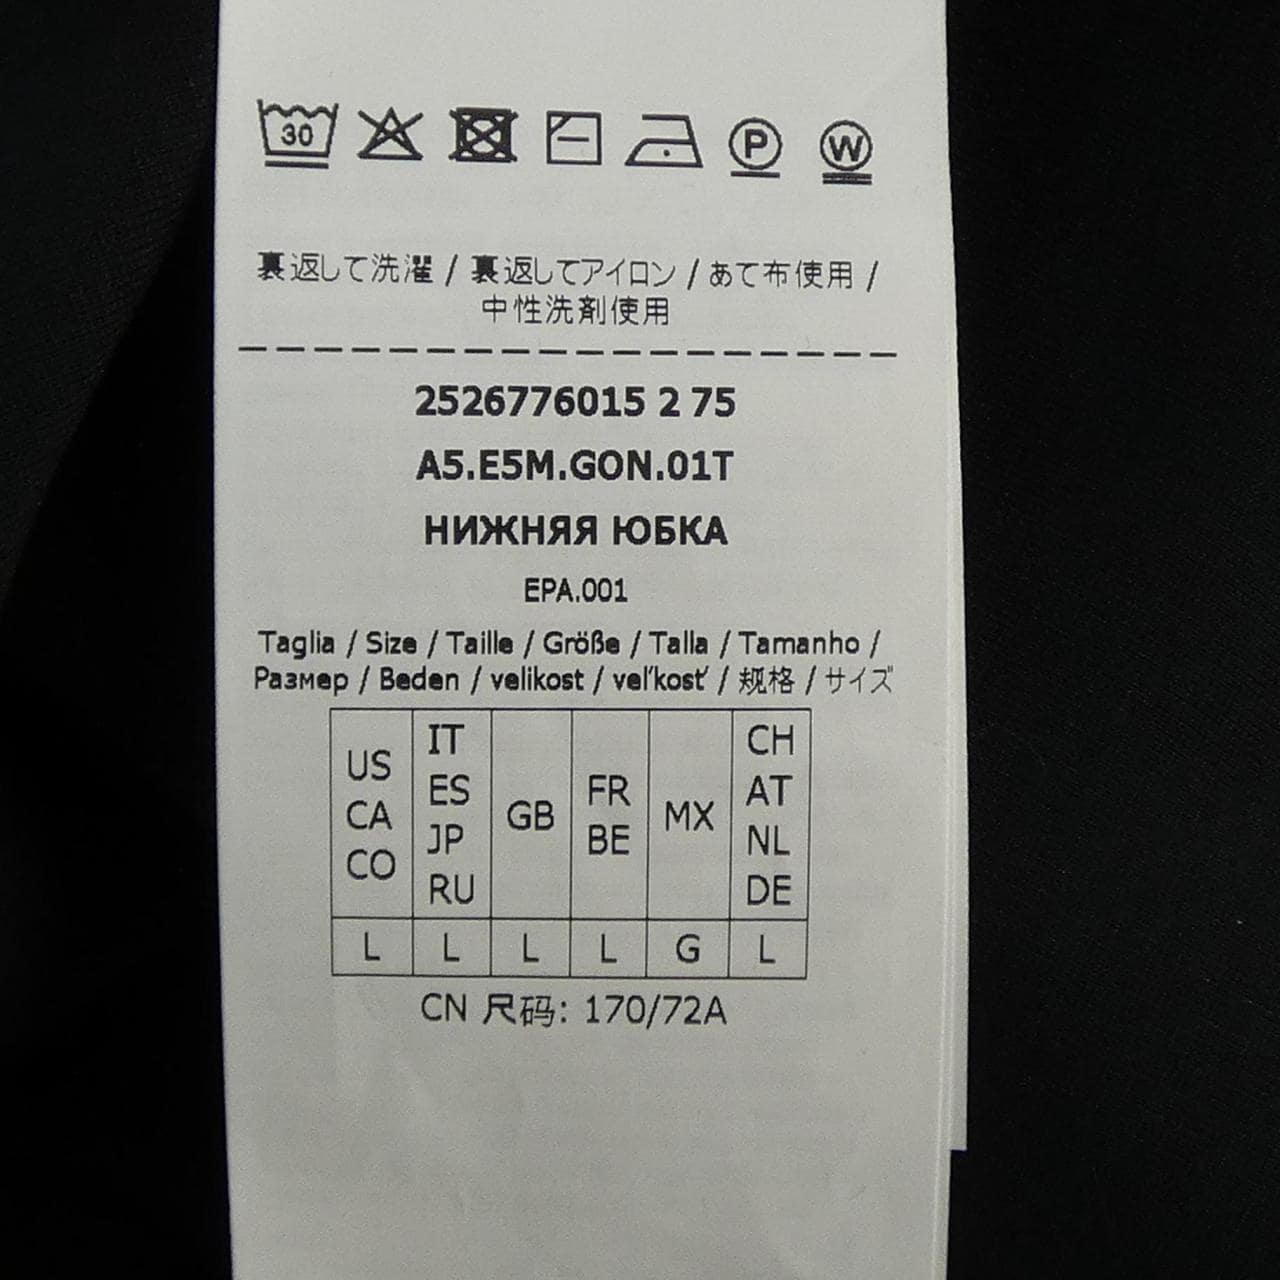 30 P W
裏返して洗濯 / 裏返してアイロン / あて布使用 /
中性洗剤使用
2526776015 2 75
A5.E5M.GON.01T
НИЖНЯЯ ЮБКА
EPA.001
Taglia / Size / Taille / Größe / Talla / Tamanho /
Размер / Beden / velikost / veľkosť / 规格 / サイズ
US CA CO
IT ES JP RU
GB
FR BE
MX
CH AT NL DE
L L L L G L
CN 尺码: 170/72A